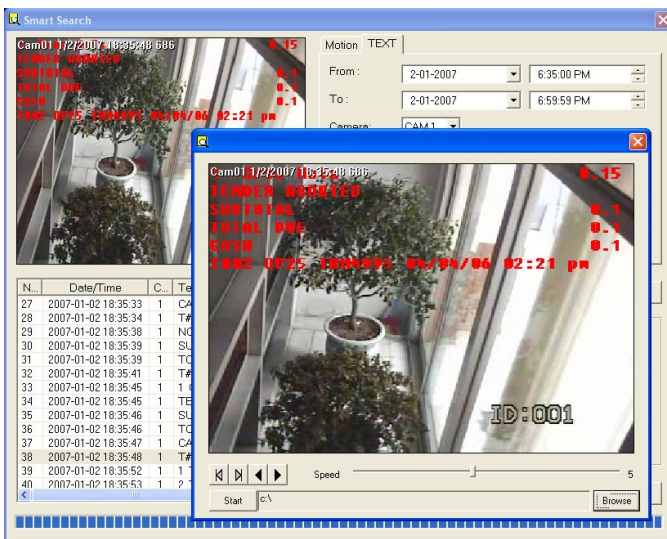 Smart Search
Cam01 1/2/2007 18:35:48 686
0.15
TENDER ABORTED
SUBTOTAL 0.1
TOTAL DUE 0.1
CASH 0.1
T002 OP25 TRN4995 04/04/06 02:21 pm
Motion TEXT
From: 2-01-2007 6:35:00 PM
To: 2-01-2007 6:59:59 PM
Camera: CAM 1
N... Date/Time C... Te
27 2007-01-02 18:35:33 1 CA
28 2007-01-02 18:35:34 1 T#
29 2007-01-02 18:35:38 1 NO
30 2007-01-02 18:35:39 1 SU
31 2007-01-02 18:35:39 1 TO
32 2007-01-02 18:35:41 1 T#
33 2007-01-02 18:35:45 1 1
34 2007-01-02 18:35:45 1 TE
35 2007-01-02 18:35:46 1 SU
36 2007-01-02 18:35:46 1 TO
37 2007-01-02 18:35:47 1 CA
38 2007-01-02 18:35:48 1 T#
39 2007-01-02 18:35:52 1 1 T
40 2007-01-02 18:35:53 1 2
Cam01 1/2/2007 18:35:48 686
0.15
TENDER ABORTED
SUBTOTAL 0.1
TOTAL DUE 0.1
CASH 0.1
T002 OP25 TRN4995 04/04/06 02:21 pm
ID:001
Speed 5
Start c:\ Browse